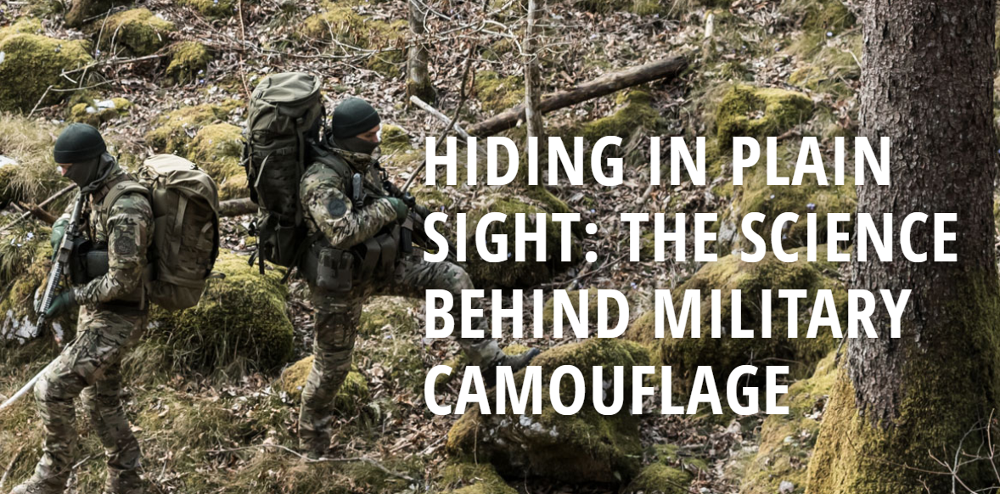 HIDING IN PLAIN
SIGHT: THE SCIENCE
BEHIND MILITARY
CAMOUFLAGE